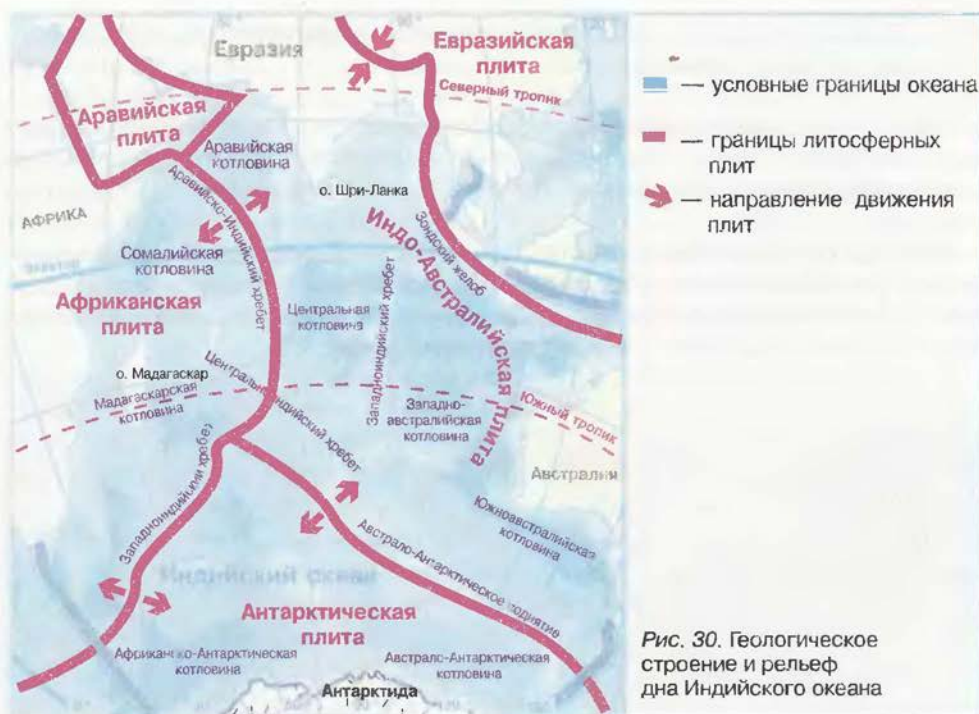 Евразия
Евразийская
плита
Северный тропик
Аравийская
плита
Аравийская
котловина
о. Шри-Ланка
Аравийско-Индийский хребет
АФРИКА
Сомалийская
котловина
Индо-Австралийская плита
Зондский желоб
экватор
Африканская
плита
Центральная
котловина
Западноиндийский хребет
о. Мадагаскар
Мадагаскарская
котловина
Центрально-Индийский хребет
Западно-
австралийская
котловина
Южный тропик
Австралия
Западноиндийский хребет
Южноавстралийская
котловина
Австрало-Антарктическое поднятие
Индийский океан
Антарктическая
плита
Африканско-Антарктическая
котловина
Австрало-Антарктическая
котловина
Антарктида
— условные границы океана
— границы литосферных
плит
— направление движения
плит
Рис. 30. Геологическое
строение и рельеф
дна Индийского океана